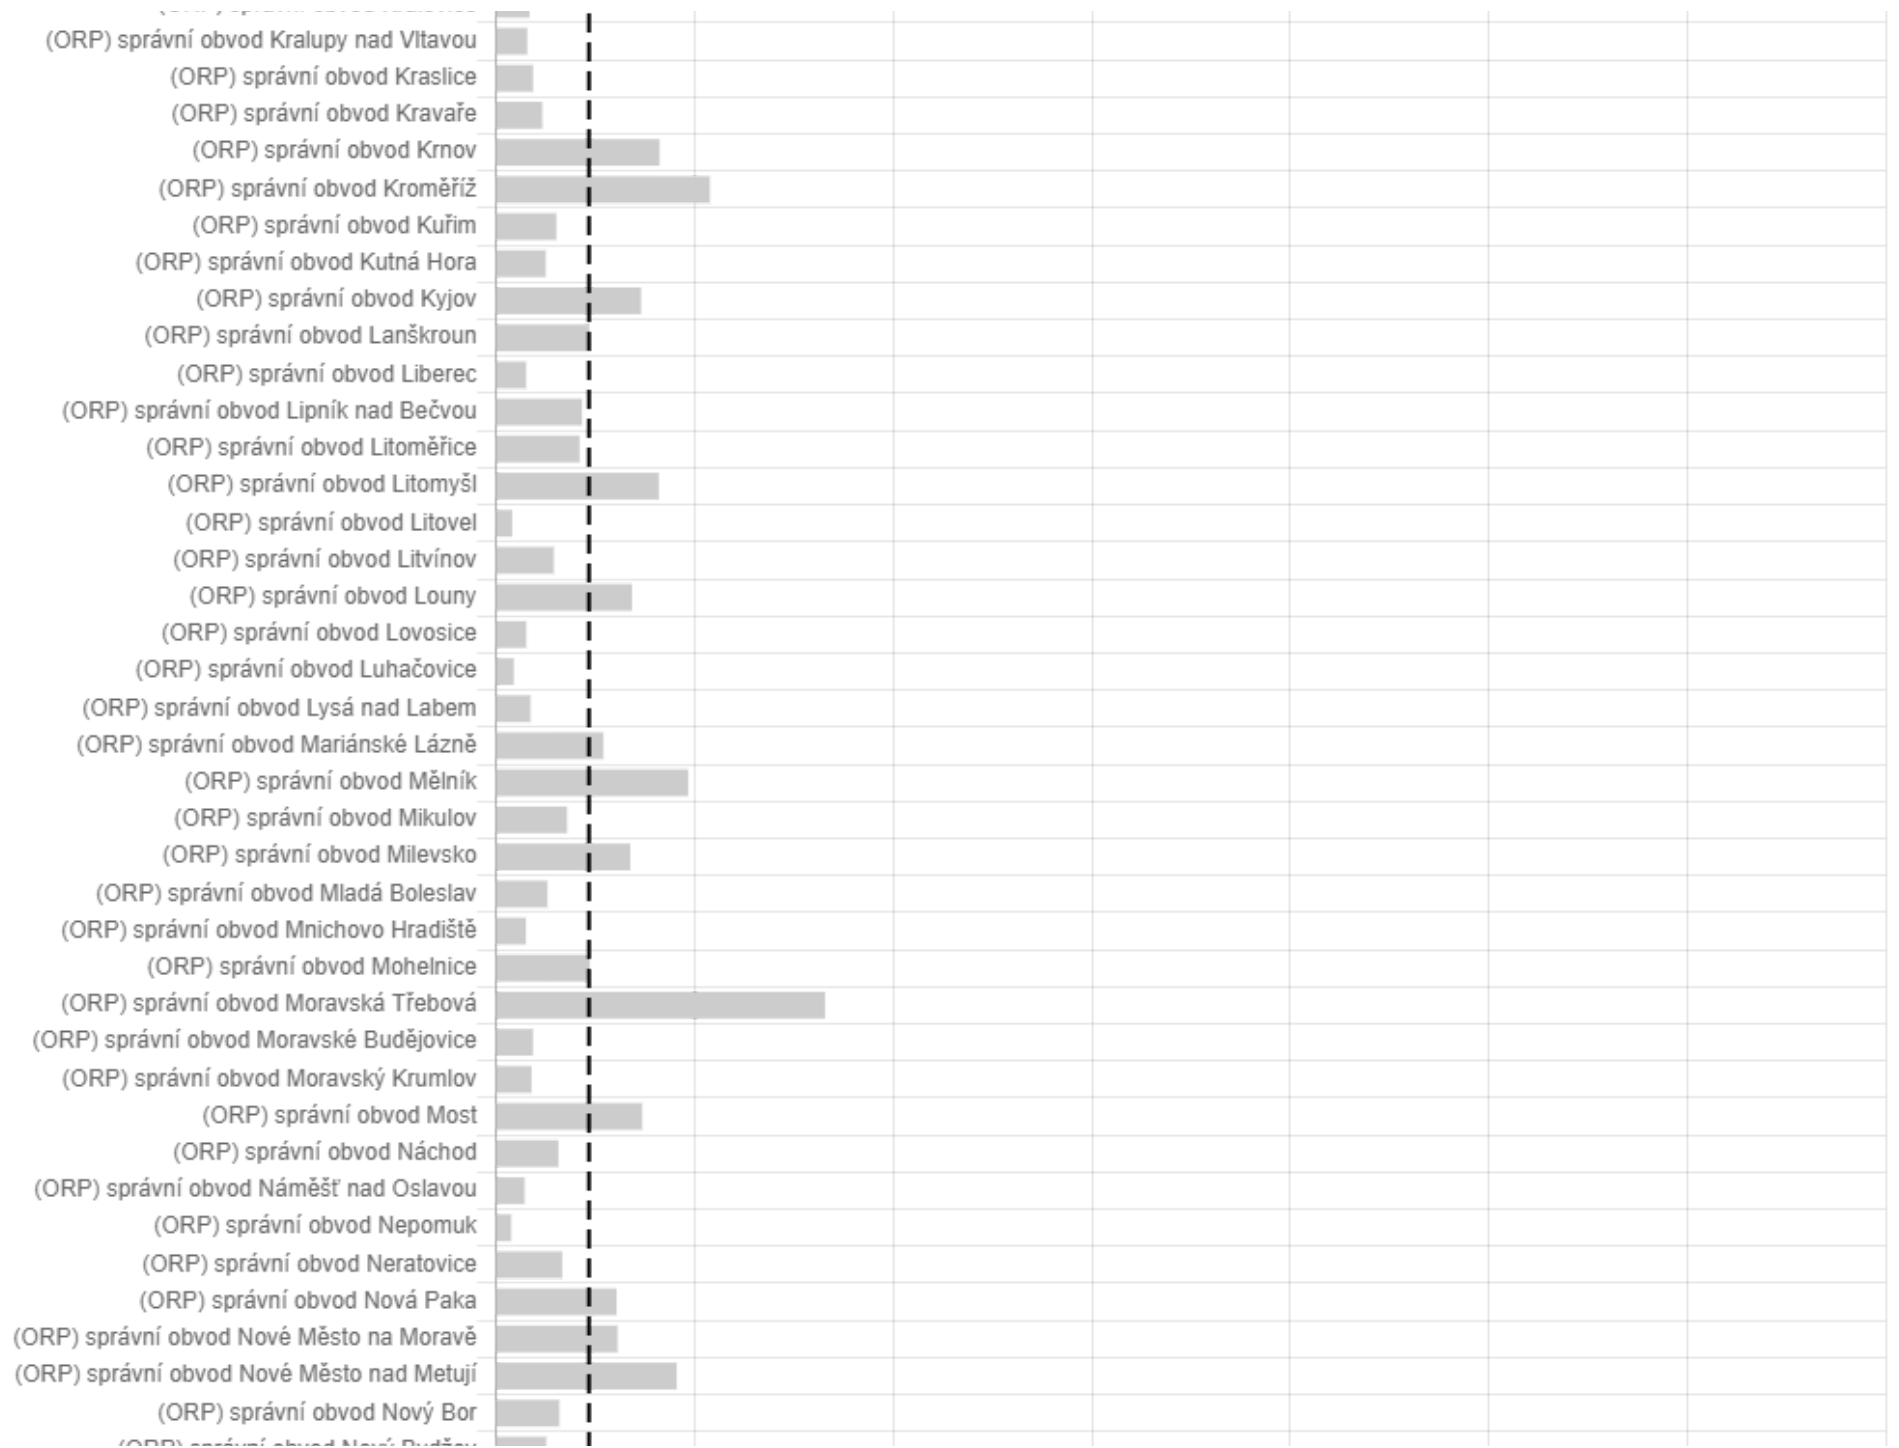 (ORP) správní obvod Kralupy nad Vltavou
(ORP) správní obvod Kraslice
(ORP) správní obvod Kravaře
(ORP) správní obvod Krnov
(ORP) správní obvod Kroměříž
(ORP) správní obvod Kuřim
(ORP) správní obvod Kutná Hora
(ORP) správní obvod Kyjov
(ORP) správní obvod Lanškroun
(ORP) správní obvod Liberec
(ORP) správní obvod Lipník nad Bečvou
(ORP) správní obvod Litoměřice
(ORP) správní obvod Litomyšl
(ORP) správní obvod Litovel
(ORP) správní obvod Litvínov
(ORP) správní obvod Louny
(ORP) správní obvod Lovosice
(ORP) správní obvod Luhačovice
(ORP) správní obvod Lysá nad Labem
(ORP) správní obvod Mariánské Lázně
(ORP) správní obvod Mělník
(ORP) správní obvod Mikulov
(ORP) správní obvod Milevsko
(ORP) správní obvod Mladá Boleslav
(ORP) správní obvod Mnichovo Hradiště
(ORP) správní obvod Mohelnice
(ORP) správní obvod Moravská Třebová
(ORP) správní obvod Moravské Budějovice
(ORP) správní obvod Moravský Krumlov
(ORP) správní obvod Most
(ORP) správní obvod Náchod
(ORP) správní obvod Náměšť nad Oslavou
(ORP) správní obvod Nepomuk
(ORP) správní obvod Neratovice
(ORP) správní obvod Nová Paka
(ORP) správní obvod Nové Město na Moravě
(ORP) správní obvod Nové Město nad Metují
(ORP) správní obvod Nový Bor